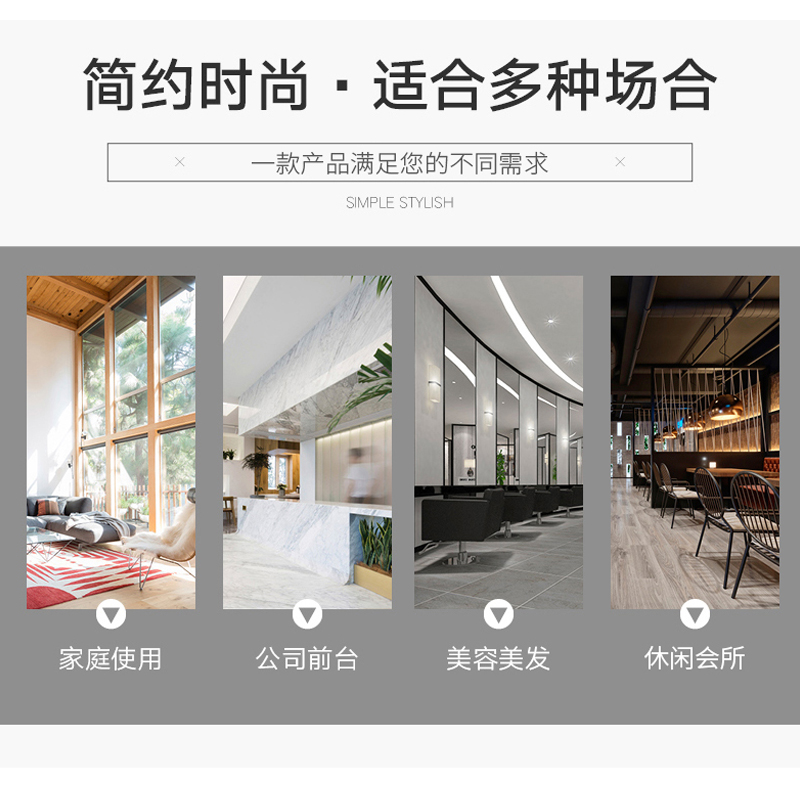 简约时尚·适合多种场合
一款产品满足您的不同需求
SIMPLE STYLISH
家庭使用
公司前台
美容美发
休闲会所